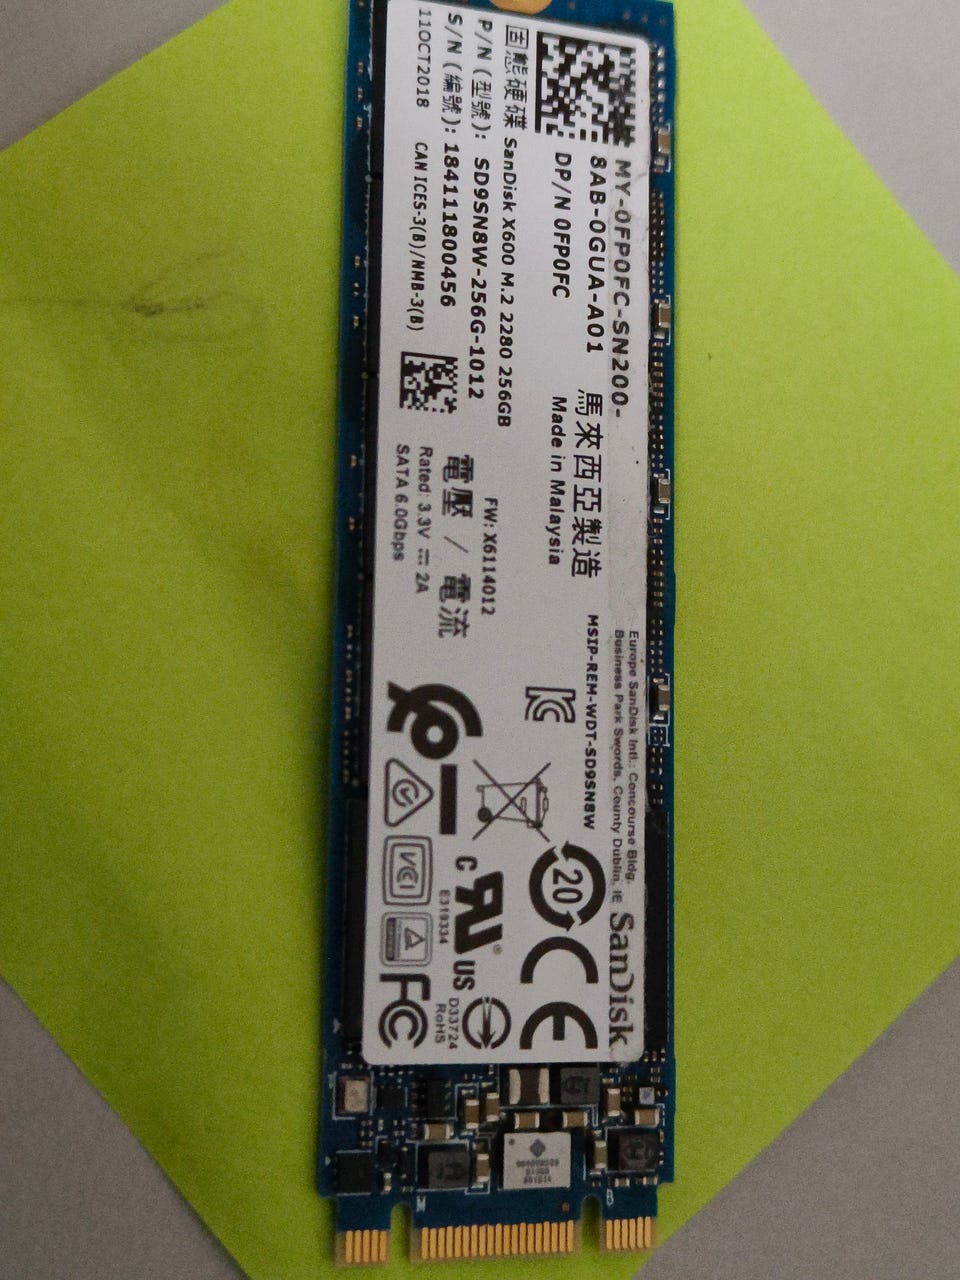 MY-0FP0FC-SN200-
8AB-0GUA-A01
DP/N 0FP0FC
馬來西亞製造
Made in Malaysia
固態硬碟 SanDisk X600 M.2 2280 256GB
P/N (型號): SD9SN8W-256G-1012
S/N (編號): 184111800456
11OCT2018
CAN ICES-3(B)/NMB-3(B)
FW: X6114012
電壓 / 電流
Rated: 3.3V ⎓ 2A
SATA 6.0Gbps
Europe SanDisk Intl.: Concourse Bldg.
Business Park Swords, County Dublin, IE
SanDisk
MSIP-REM-WDT-SD9SN8W
20
CE
C US
E319334
D33724
RoHS
VCI
FC